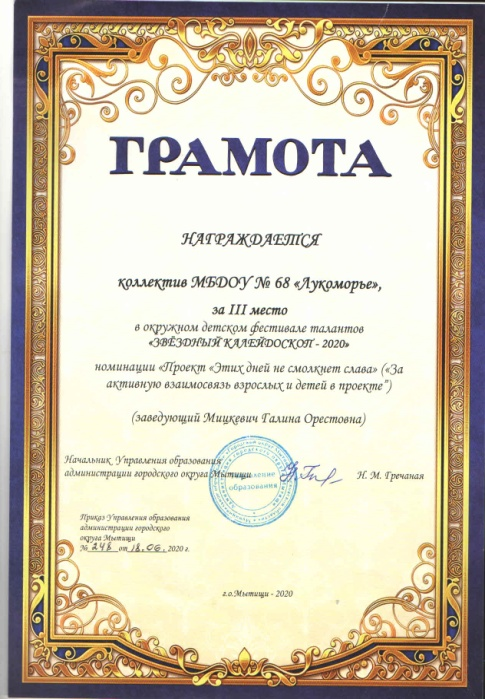 ГРАМОТА
НАГРАЖДАЕТСЯ
коллектив МБДОУ № 68 «Лукоморье»,
за III место
в окружном детском фестивале талантов
«ЗВЁЗДНЫЙ КАЛЕЙДОСКОП - 2020»
номинации «Проект «Этих дней не смолкнет слава» («За
активную взаимосвязь взрослых и детей в проекте”)
(заведующий Мицкевич Галина Орестовна)
Начальник Управления образования
администрации городского округа Мытищи
Н. М. Гречаная
образования
Приказ Управления образования
администрации городского
округа Мытищи
№ 248 от 18.06. 2020 г.
г.о.Мытищи - 2020